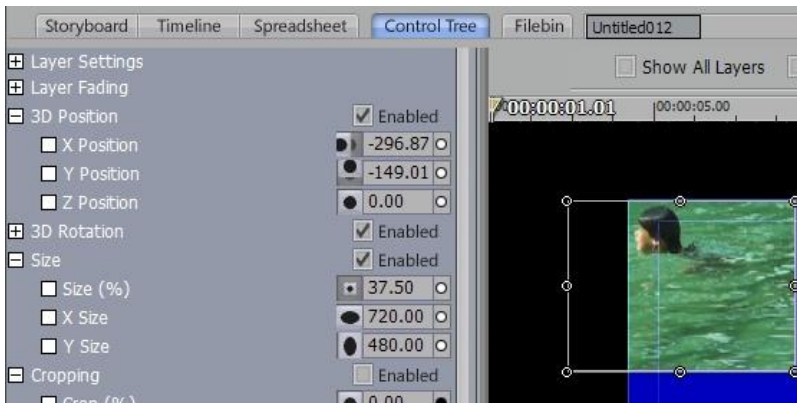 Storyboard Timeline Spreadsheet Control Tree Filebin Untitled012
Layer Settings
Show All Layers
Layer Fading
3D Position Enabled
00:00:01.01 00:00:05.00
X Position -296.87
Y Position -149.01
Z Position 0.00
3D Rotation Enabled
Size Enabled
Size (%) 37.50
X Size 720.00
Y Size 480.00
Cropping Enabled
Crop (%) 0.00